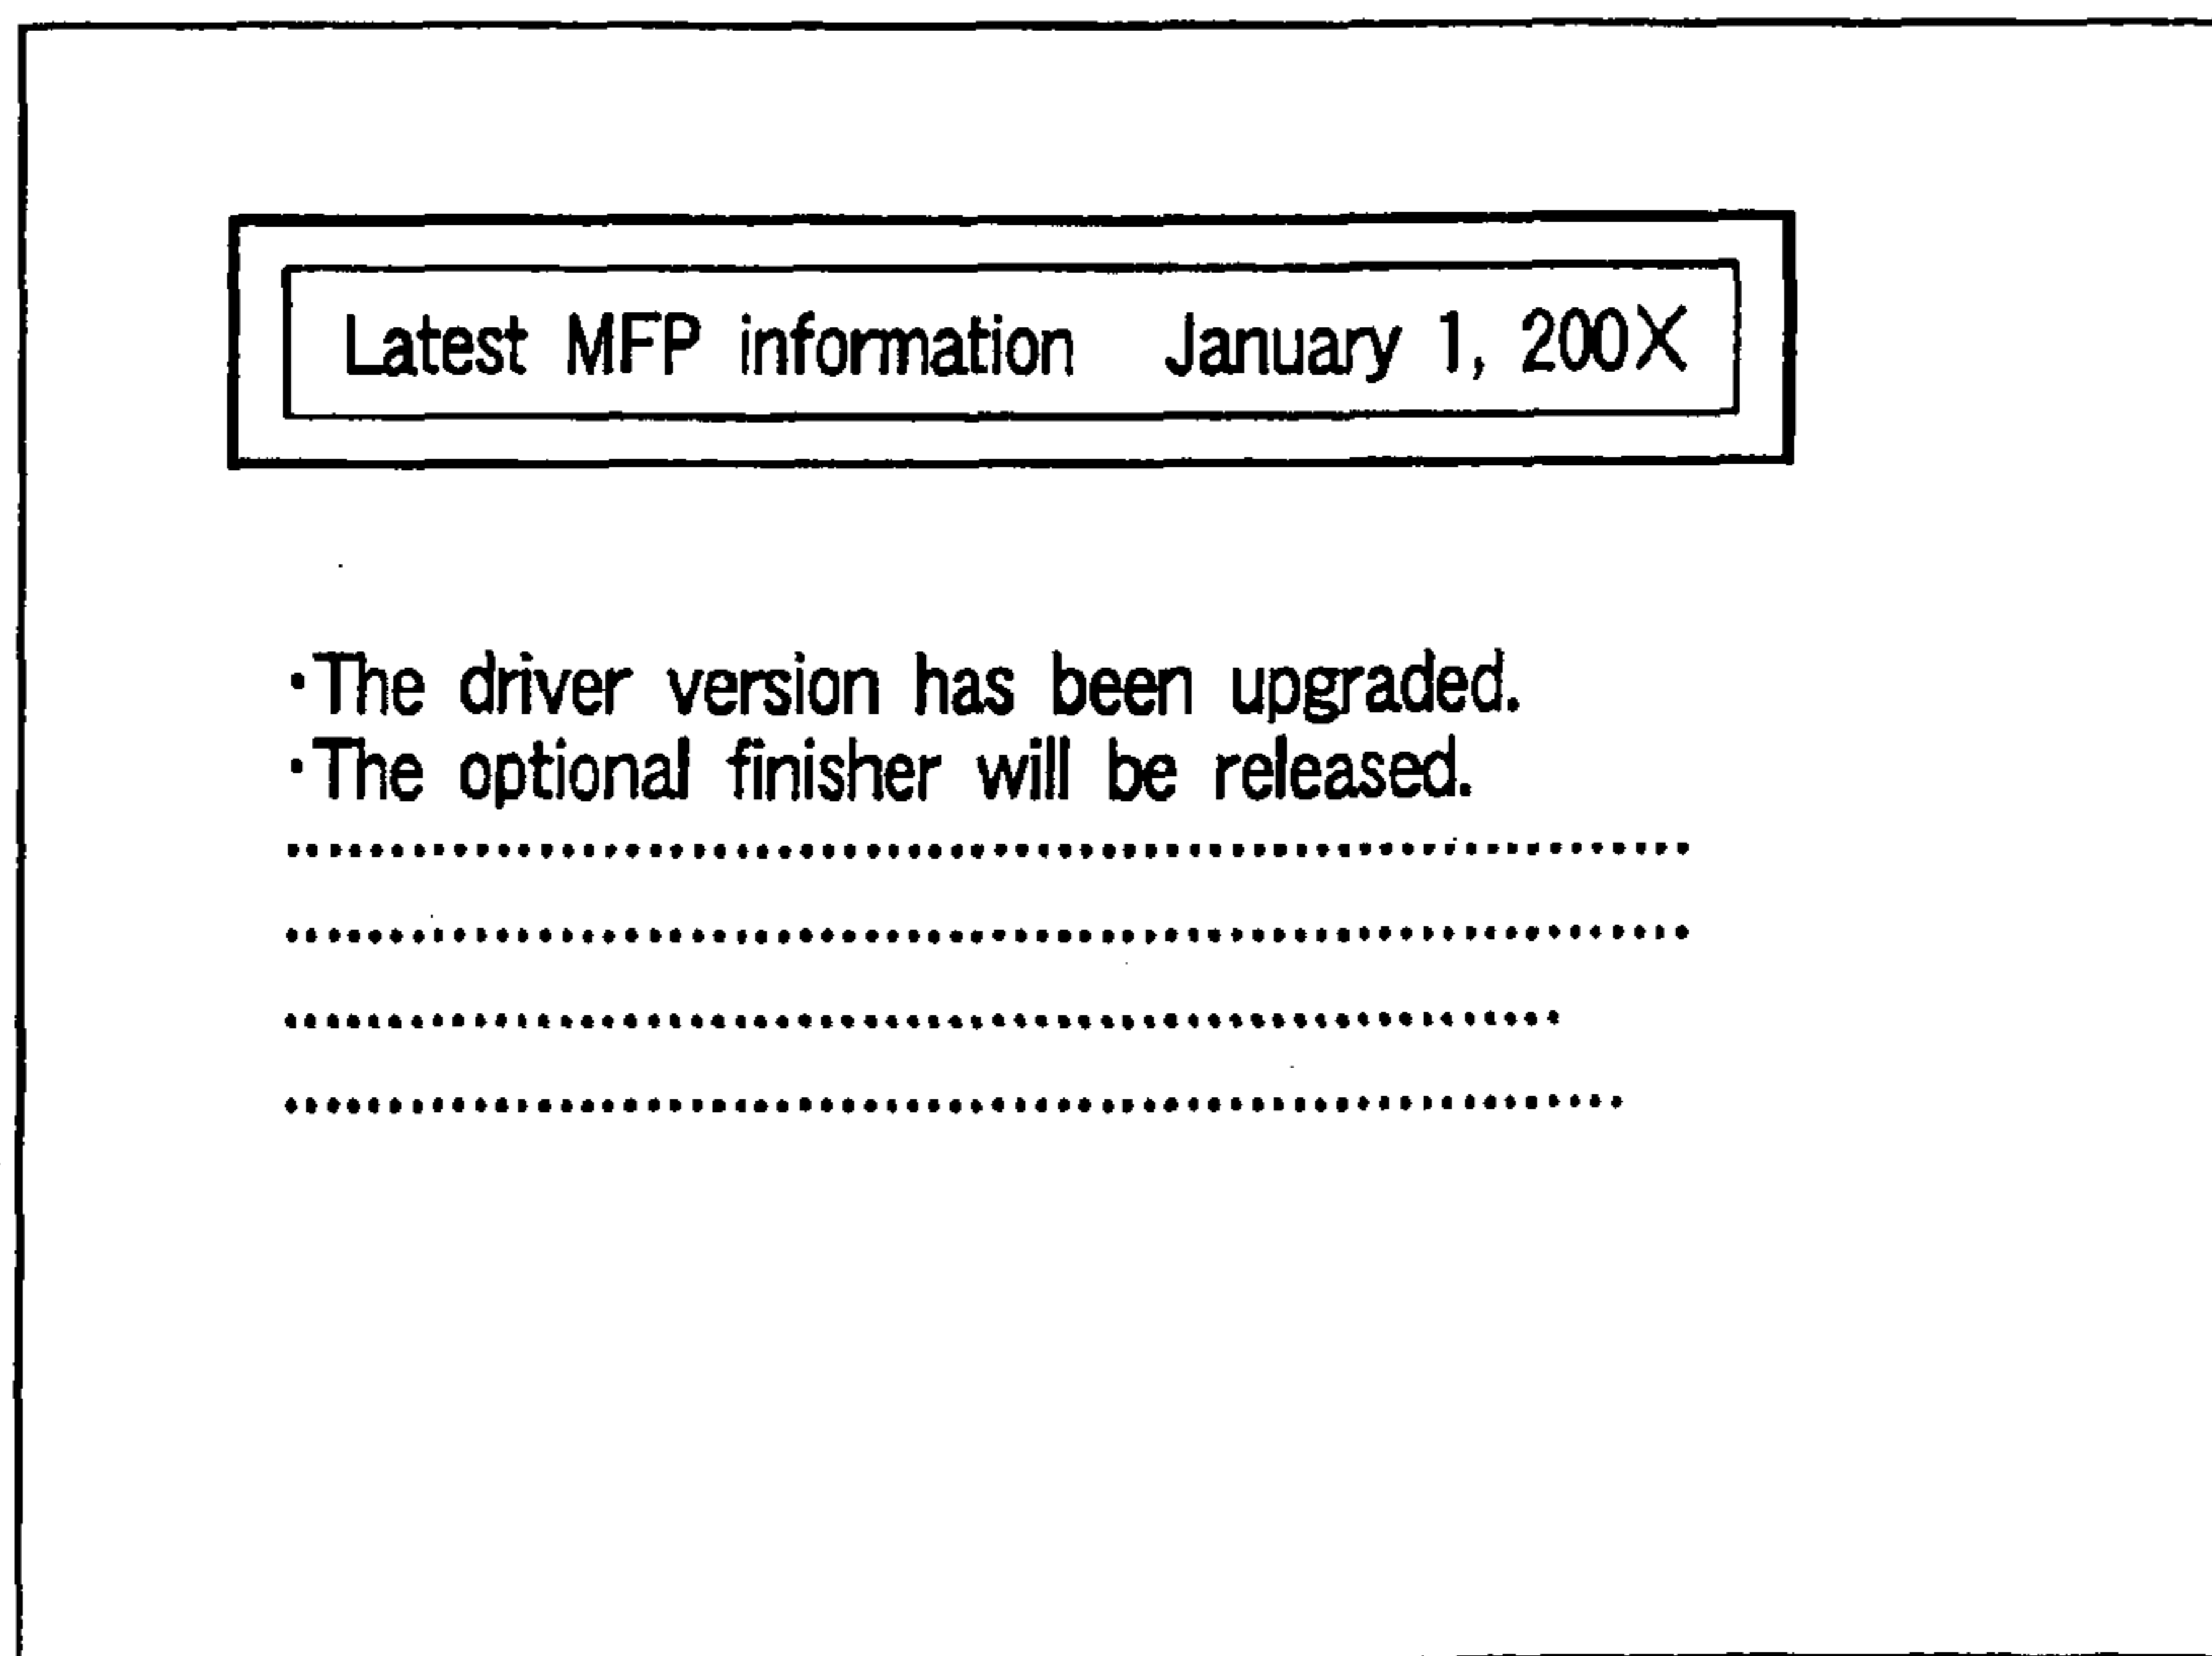 Latest MFP information January 1, 200X
·The driver version has been upgraded.
·The optional finisher will be released.